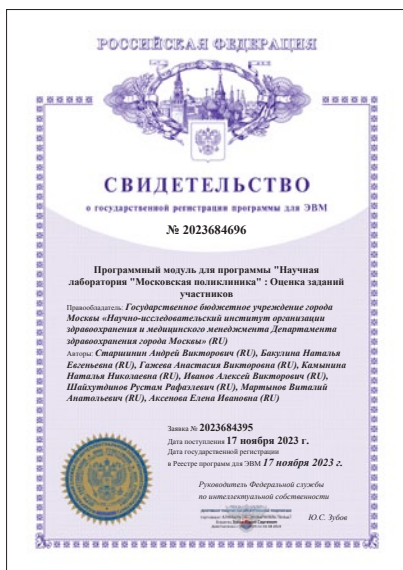 РОССИЙСКАЯ ФЕДЕРАЦИЯ
СВИДЕТЕЛЬСТВО
о государственной регистрации программы для ЭВМ
№ 2023684696
Программный модуль для программы "Научная
лаборатория "Московская поликлиника" : Оценка заданий
участников
Правообладатель: Государственное бюджетное учреждение города
Москвы «Научно-исследовательский институт организации
здравоохранения и медицинского менеджмента Департамента
здравоохранения города Москвы» (RU)
Авторы: Старшинин Андрей Викторович (RU), Бакулина Наталья
Евгеньевна (RU), Гажева Анастасия Викторовна (RU), Камынина
Наталья Николаевна (RU), Иванов Алексей Викторович (RU),
Шайхутдинов Рустам Рафаэлевич (RU), Мартынов Виталий
Анатольевич (RU), Аксенова Елена Ивановна (RU)
Заявка № 2023684395
Дата поступления 17 ноября 2023 г.
Дата государственной регистрации
в Реестре программ для ЭВМ 17 ноября 2023 г.
Руководитель Федеральной службы
по интеллектуальной собственности
Ю.С. Зубов